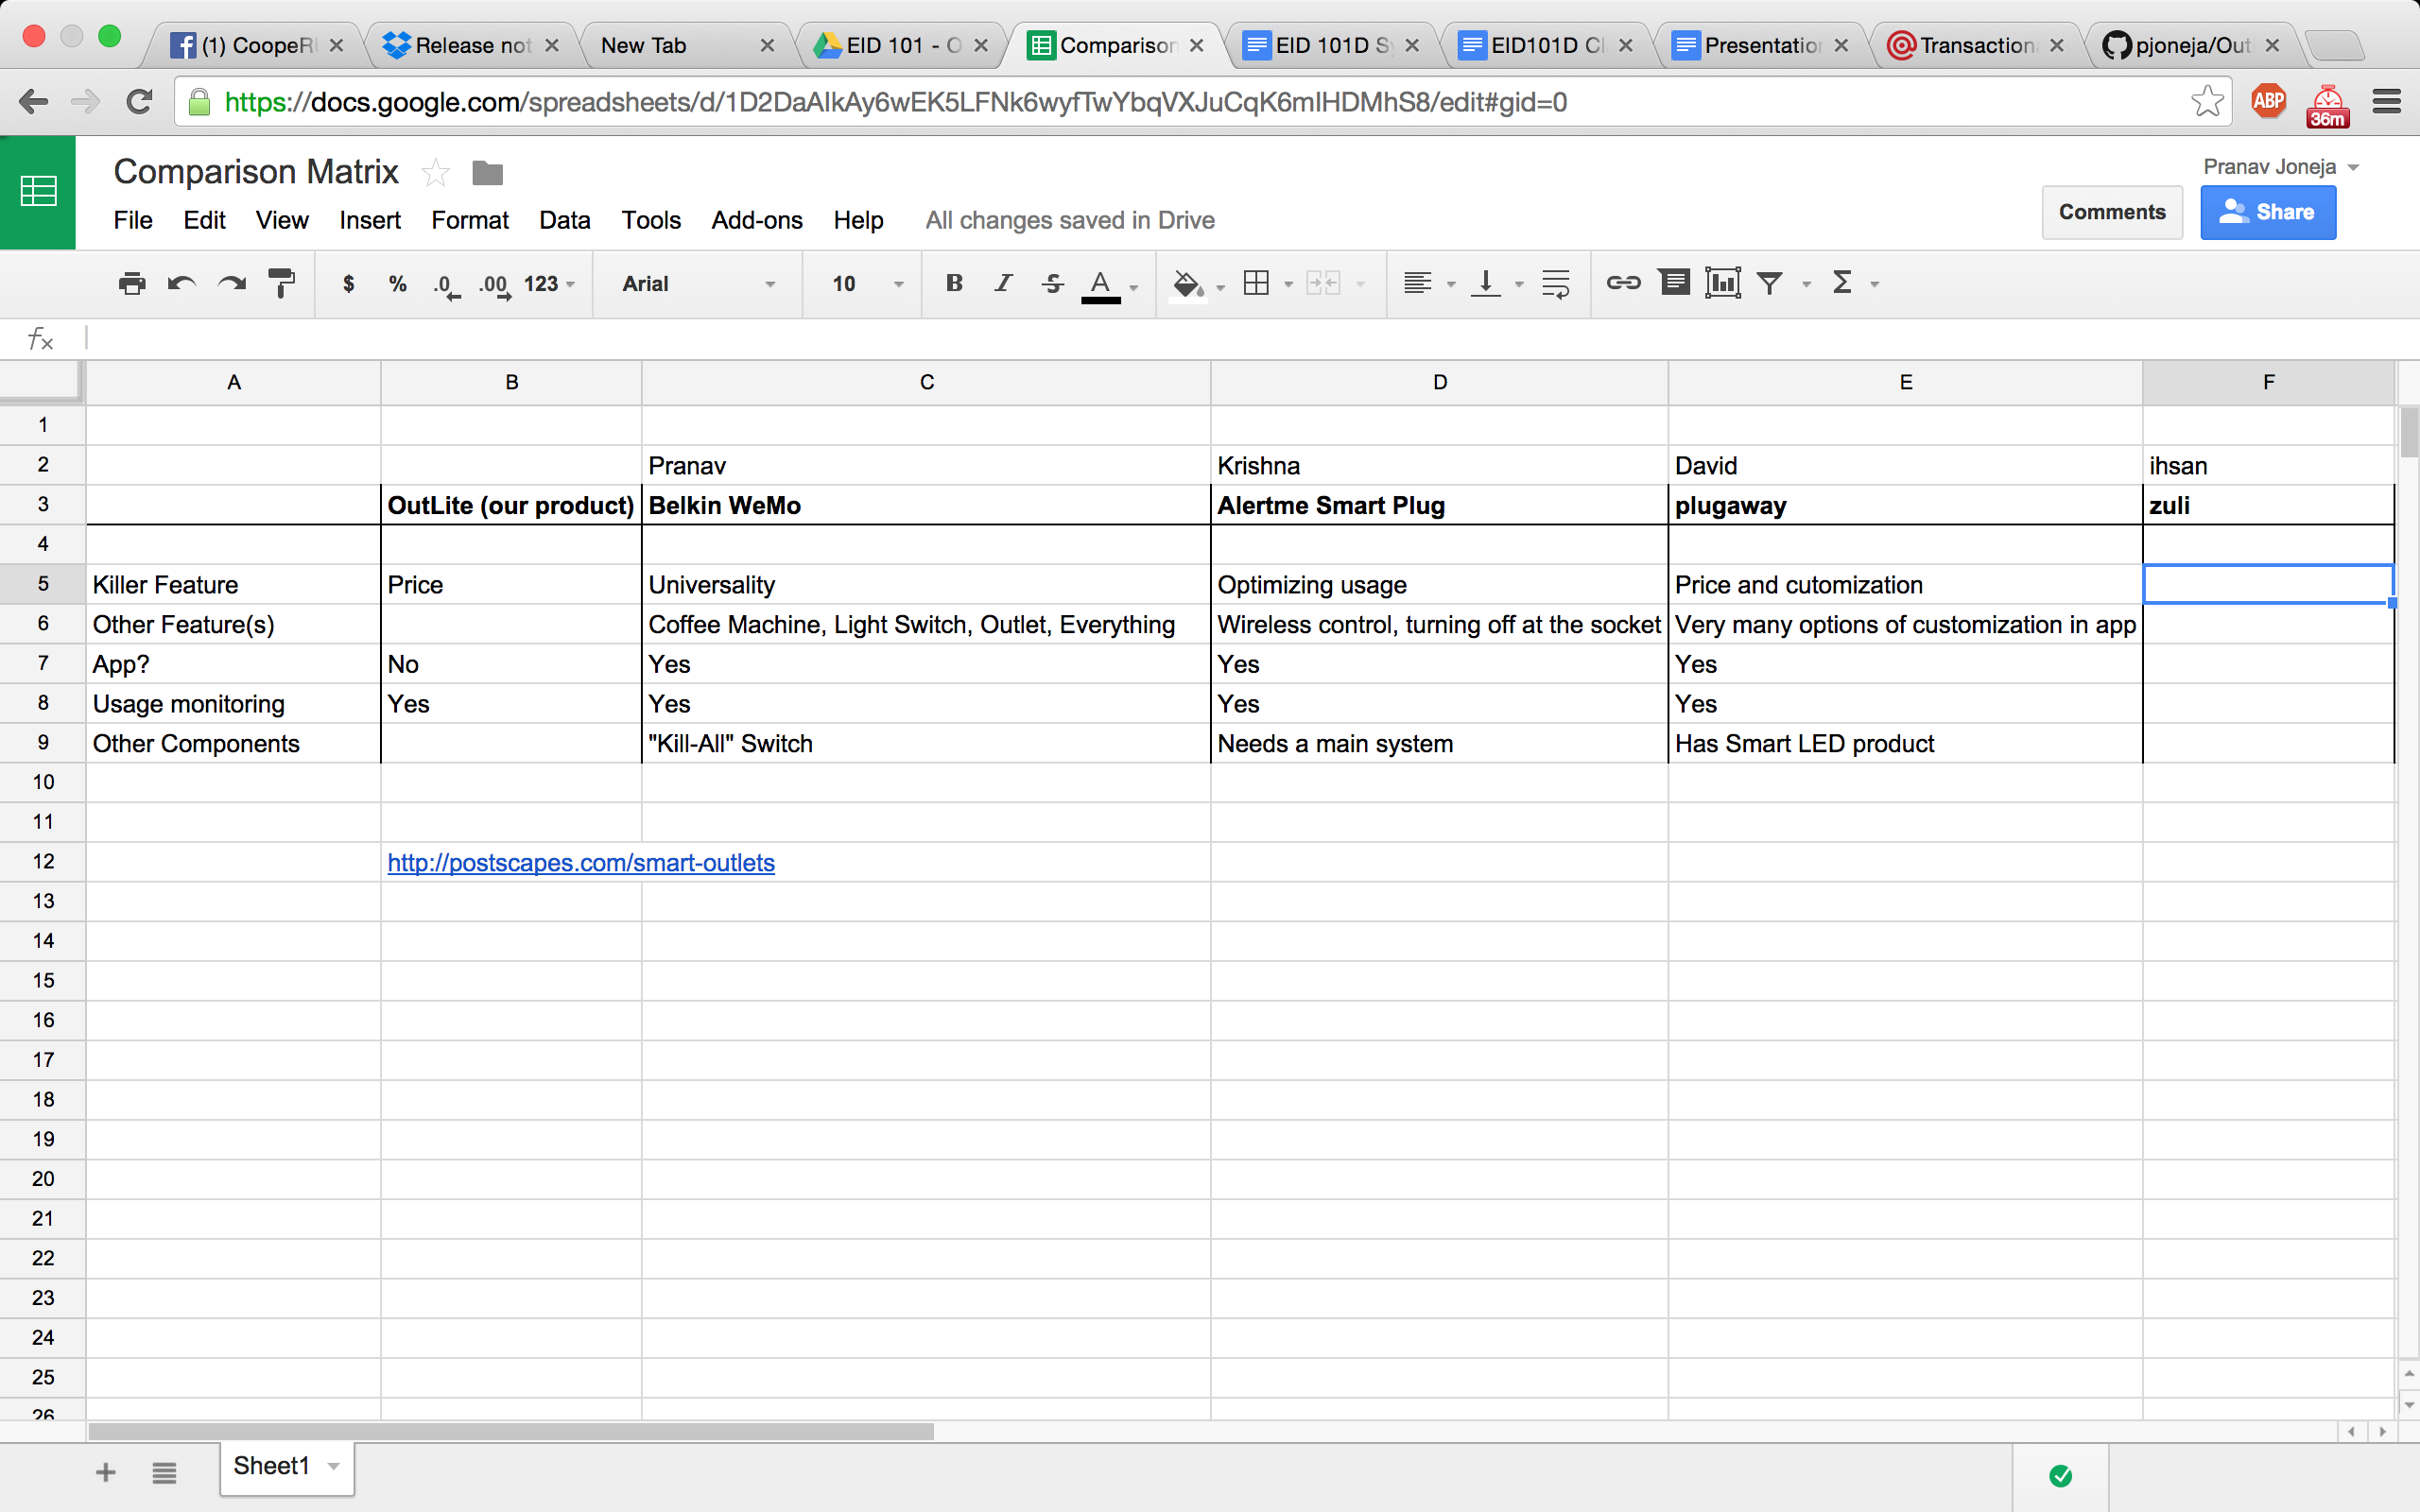 (1) CoopeR
Release not
New Tab
EID 101 - O
Comparison
EID 101D Sy
EID101D Cl
Presentation
Transaction
pjoneja/Out
https://docs.google.com/spreadsheets/d/1D2DaAlkAy6wEK5LFNk6wyfTwYbqVXJuCqK6mIHDMhS8/edit#gid=0
ABP
36m
Comparison Matrix
Pranav Joneja
File Edit View Insert Format Data Tools Add-ons Help All changes saved in Drive
Comments
Share
$ % .0 .00 123 Arial 10 B I S A Σ
fx
A B C D E F
1
2 Pranav Krishna David ihsan
3 OutLite (our product) Belkin WeMo Alertme Smart Plug plugaway zuli
4
5 Killer Feature Price Universality Optimizing usage Price and cutomization
6 Other Feature(s) Coffee Machine, Light Switch, Outlet, Everything Wireless control, turning off at the socket Very many options of customization in app
7 App? No Yes Yes Yes
8 Usage monitoring Yes Yes Yes Yes
9 Other Components "Kill-All" Switch Needs a main system Has Smart LED product
10
11
12 http://postscapes.com/smart-outlets
13
14
15
16
17
18
19
20
21
22
23
24
25
26
Sheet1